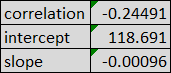 correlation -0.24491
intercept 118.691
slope -0.00096